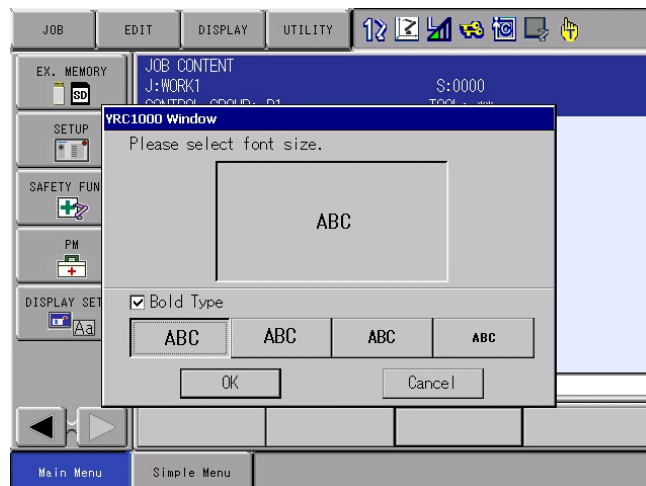 JOB EDIT DISPLAY UTILITY
EX. MEMORY
SD
JOB CONTENT
J:WORK1 S:0000
YRC1000 Window
SETUP
Please select font size.
SAFETY FUN
ABC
PM
DISPLAY SET
Aa
Bold Type
ABC ABC ABC ABC
OK Cancel
Main Menu Simple Menu